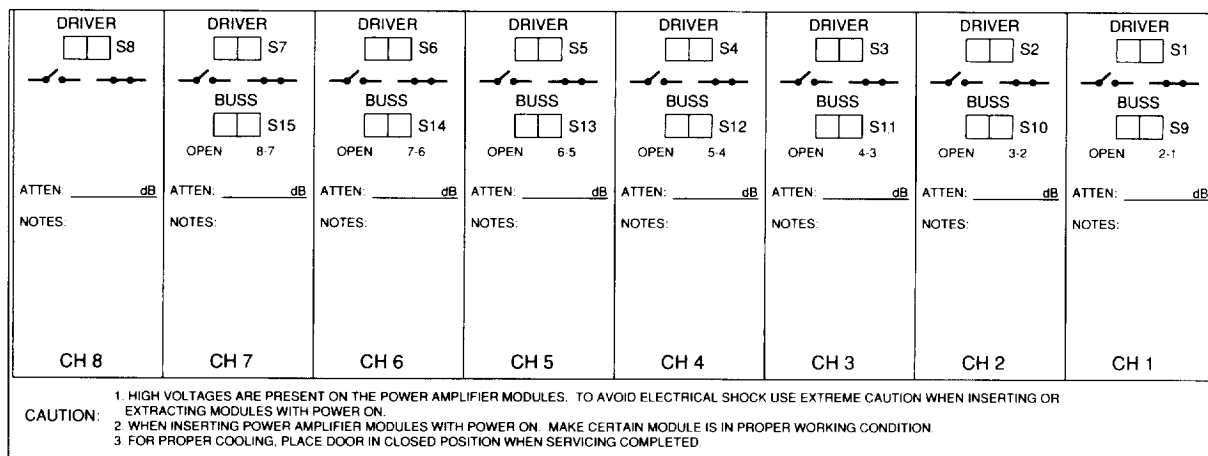 DRIVER DRIVER DRIVER DRIVER DRIVER DRIVER DRIVER DRIVER
S8 S7 S6 S5 S4 S3 S2 S1
BUSS BUSS BUSS BUSS BUSS BUSS BUSS
S15 S14 S13 S12 S11 S10 S9
OPEN 8-7 OPEN 7-6 OPEN 6-5 OPEN 5-4 OPEN 4-3 OPEN 3-2 OPEN 2-1
ATTEN: dB ATTEN: dB ATTEN: dB ATTEN: dB ATTEN: dB ATTEN: dB ATTEN: dB ATTEN: dB
NOTES: NOTES: NOTES: NOTES: NOTES: NOTES: NOTES: NOTES:
CH 8 CH 7 CH 6 CH 5 CH 4 CH 3 CH 2 CH 1
CAUTION:
1. HIGH VOLTAGES ARE PRESENT ON THE POWER AMPLIFIER MODULES. TO AVOID ELECTRICAL SHOCK USE EXTREME CAUTION WHEN INSERTING OR
EXTRACTING MODULES WITH POWER ON.
2. WHEN INSERTING POWER AMPLIFIER MODULES WITH POWER ON. MAKE CERTAIN MODULE IS IN PROPER WORKING CONDITION.
3. FOR PROPER COOLING, PLACE DOOR IN CLOSED POSITION WHEN SERVICING COMPLETED.